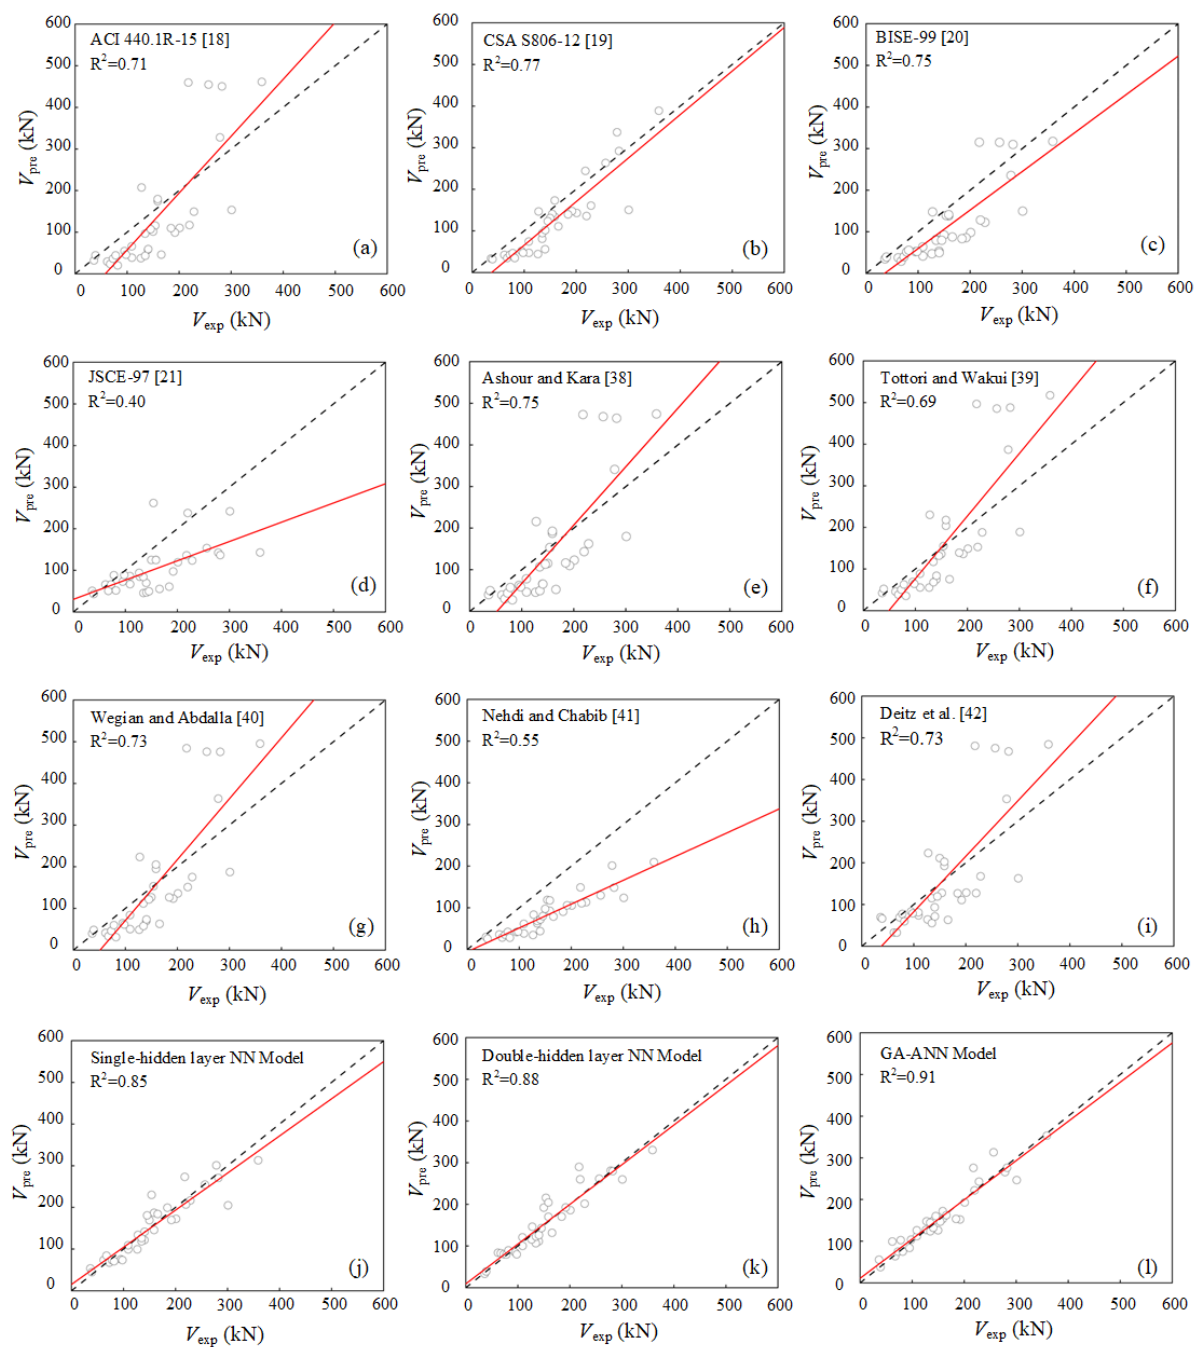 ACI 440.1R-15 [18]
R²=0.71
600
500
400
300
200
100
0
V_pre (kN)
(a)
0 100 200 300 400 500 600
V_exp (kN)
CSA S806-12 [19]
R²=0.77
600
500
400
300
200
100
0
V_pre (kN)
(b)
0 100 200 300 400 500 600
V_exp (kN)
BISE-99 [20]
R²=0.75
600
500
400
300
200
100
0
V_pre (kN)
(c)
0 100 200 300 400 500 600
V_exp (kN)
JSCE-97 [21]
R²=0.40
600
500
400
300
200
100
0
V_pre (kN)
(d)
0 100 200 300 400 500 600
V_exp (kN)
Ashour and Kara [38]
R²=0.75
600
500
400
300
200
100
0
V_pre (kN)
(e)
0 100 200 300 400 500 600
V_exp (kN)
Tottori and Wakui [39]
R²=0.69
600
500
400
300
200
100
0
V_pre (kN)
(f)
0 100 200 300 400 500 600
V_exp (kN)
Wegian and Abdalla [40]
R²=0.73
600
500
400
300
200
100
0
V_pre (kN)
(g)
0 100 200 300 400 500 600
V_exp (kN)
Nehdi and Chabib [41]
R²=0.55
600
500
400
300
200
100
0
V_pre (kN)
(h)
0 100 200 300 400 500 600
V_exp (kN)
Deitz et al. [42]
R²=0.73
600
500
400
300
200
100
0
V_pre (kN)
(i)
0 100 200 300 400 500 600
V_exp (kN)
Single-hidden layer NN Model
R²=0.85
600
500
400
300
200
100
0
V_pre (kN)
(j)
0 100 200 300 400 500 600
V_exp (kN)
Double-hidden layer NN Model
R²=0.88
600
500
400
300
200
100
0
V_pre (kN)
(k)
0 100 200 300 400 500 600
V_exp (kN)
GA-ANN Model
R²=0.91
600
500
400
300
200
100
0
V_pre (kN)
(l)
0 100 200 300 400 500 600
V_exp (kN)